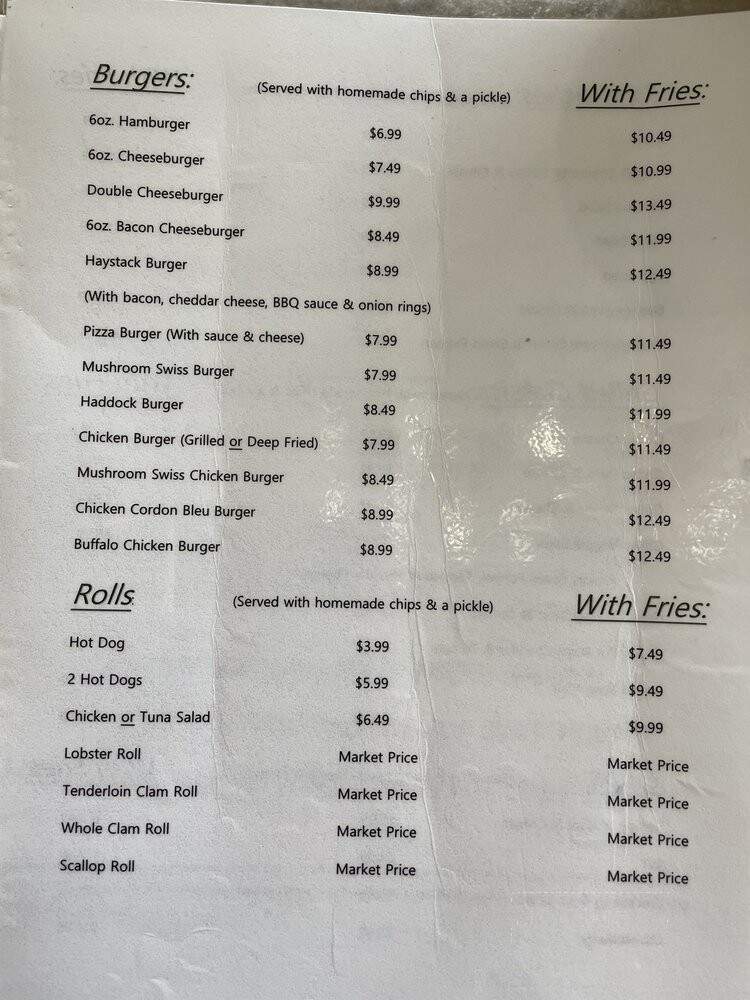 Burgers: (Served with homemade chips & a pickle) With Fries:
6oz. Hamburger $6.99 $10.49
6oz. Cheeseburger $7.49 $10.99
Double Cheeseburger $9.99 $13.49
6oz. Bacon Cheeseburger $8.49 $11.99
Haystack Burger $8.99 $12.49
(With bacon, cheddar cheese, BBQ sauce & onion rings)
Pizza Burger (With sauce & cheese) $7.99 $11.49
Mushroom Swiss Burger $7.99 $11.49
Haddock Burger $8.49 $11.99
Chicken Burger (Grilled or Deep Fried) $7.99 $11.49
Mushroom Swiss Chicken Burger $8.49 $11.99
Chicken Cordon Bleu Burger $8.99 $12.49
Buffalo Chicken Burger $8.99 $12.49
Rolls: (Served with homemade chips & a pickle) With Fries:
Hot Dog $3.99 $7.49
2 Hot Dogs $5.99 $9.49
Chicken or Tuna Salad $6.49 $9.99
Lobster Roll Market Price Market Price
Tenderloin Clam Roll Market Price Market Price
Whole Clam Roll Market Price Market Price
Scallop Roll Market Price Market Price